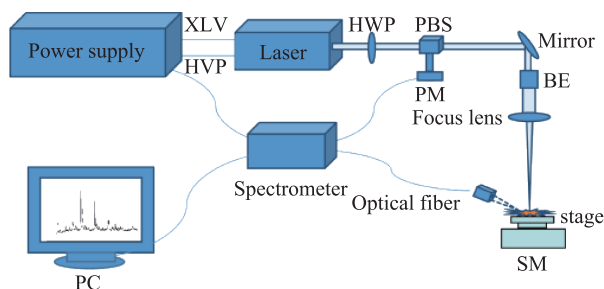 XLV
HWP
PBS
Mirror
Power supply
Laser
HVP
PM
BE
Focus lens
Spectrometer
Optical fiber
stage
SM
PC